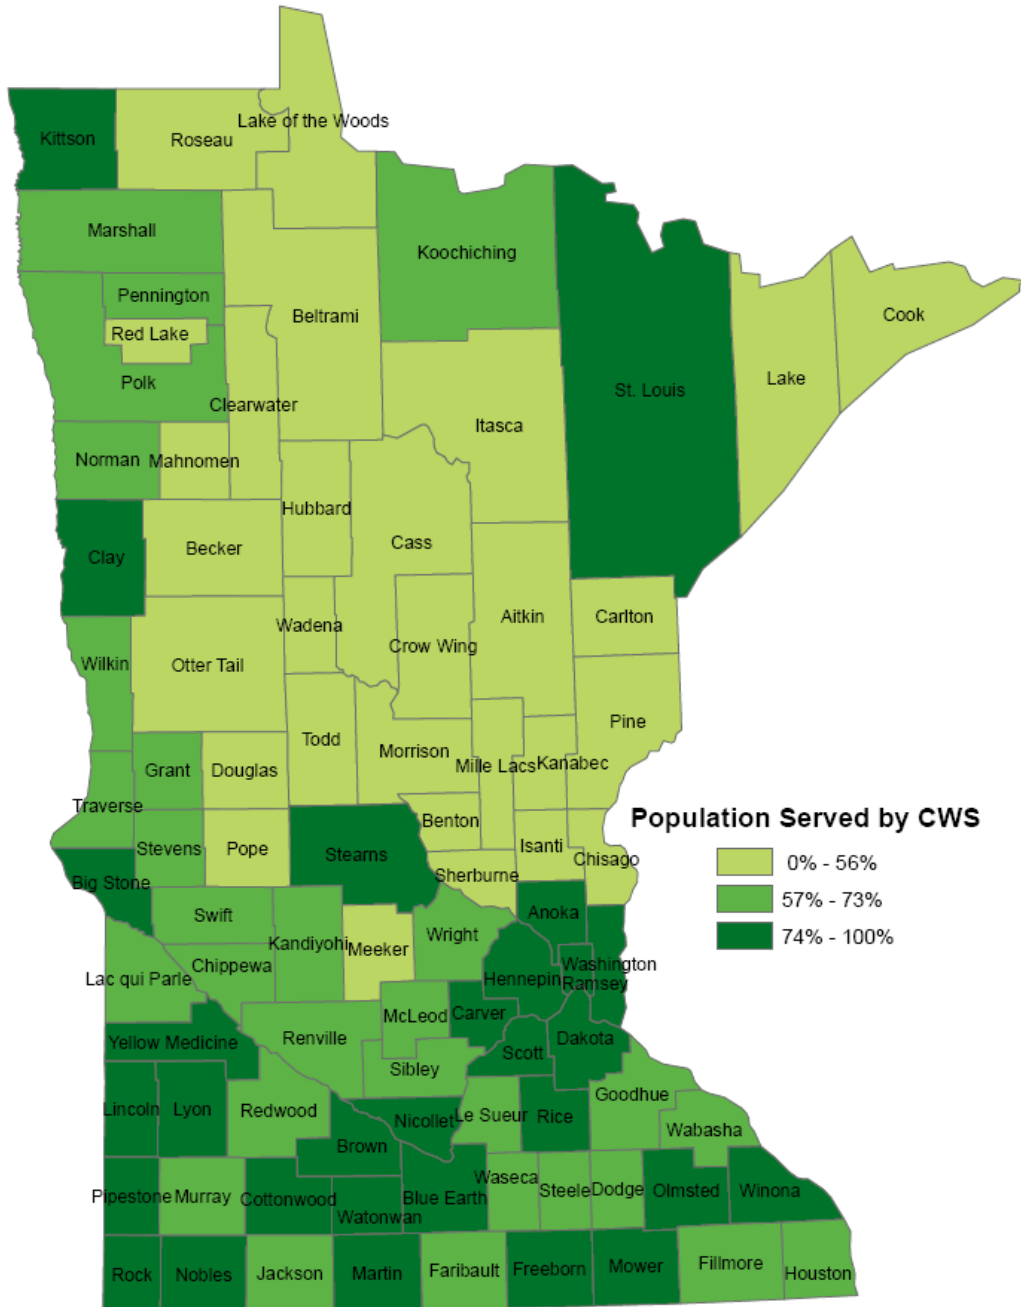 Lake of the Woods
Kittson
Roseau
Marshall
Koochiching
Pennington
Beltrami
Cook
Red Lake
Polk
Lake
St. Louis
Clearwater
Itasca
Norman
Mahnomen
Hubbard
Cass
Becker
Clay
Aitkin
Carlton
Wadena
Crow Wing
Wilkin
Otter Tail
Pine
Todd
Morrison
Mille Lacs
Kanabec
Grant
Douglas
Traverse
Benton
Population Served by CWS
Stevens
Pope
Stearns
Isanti
Chisago
0% - 56%
Big Stone
Sherburne
57% - 73%
Swift
Anoka
Kandiyohi
Meeker
Wright
74% - 100%
Chippewa
Washington
Lac qui Parle
Hennepin
Ramsey
McLeod
Carver
Yellow Medicine
Renville
Scott
Dakota
Sibley
Goodhue
Lincoln
Lyon
Redwood
Nicollet
Le Sueur
Rice
Wabasha
Brown
Waseca
Pipestone
Murray
Cottonwood
Blue Earth
Steele
Dodge
Olmsted
Winona
Watonwan
Rock
Nobles
Jackson
Martin
Faribault
Freeborn
Mower
Fillmore
Houston